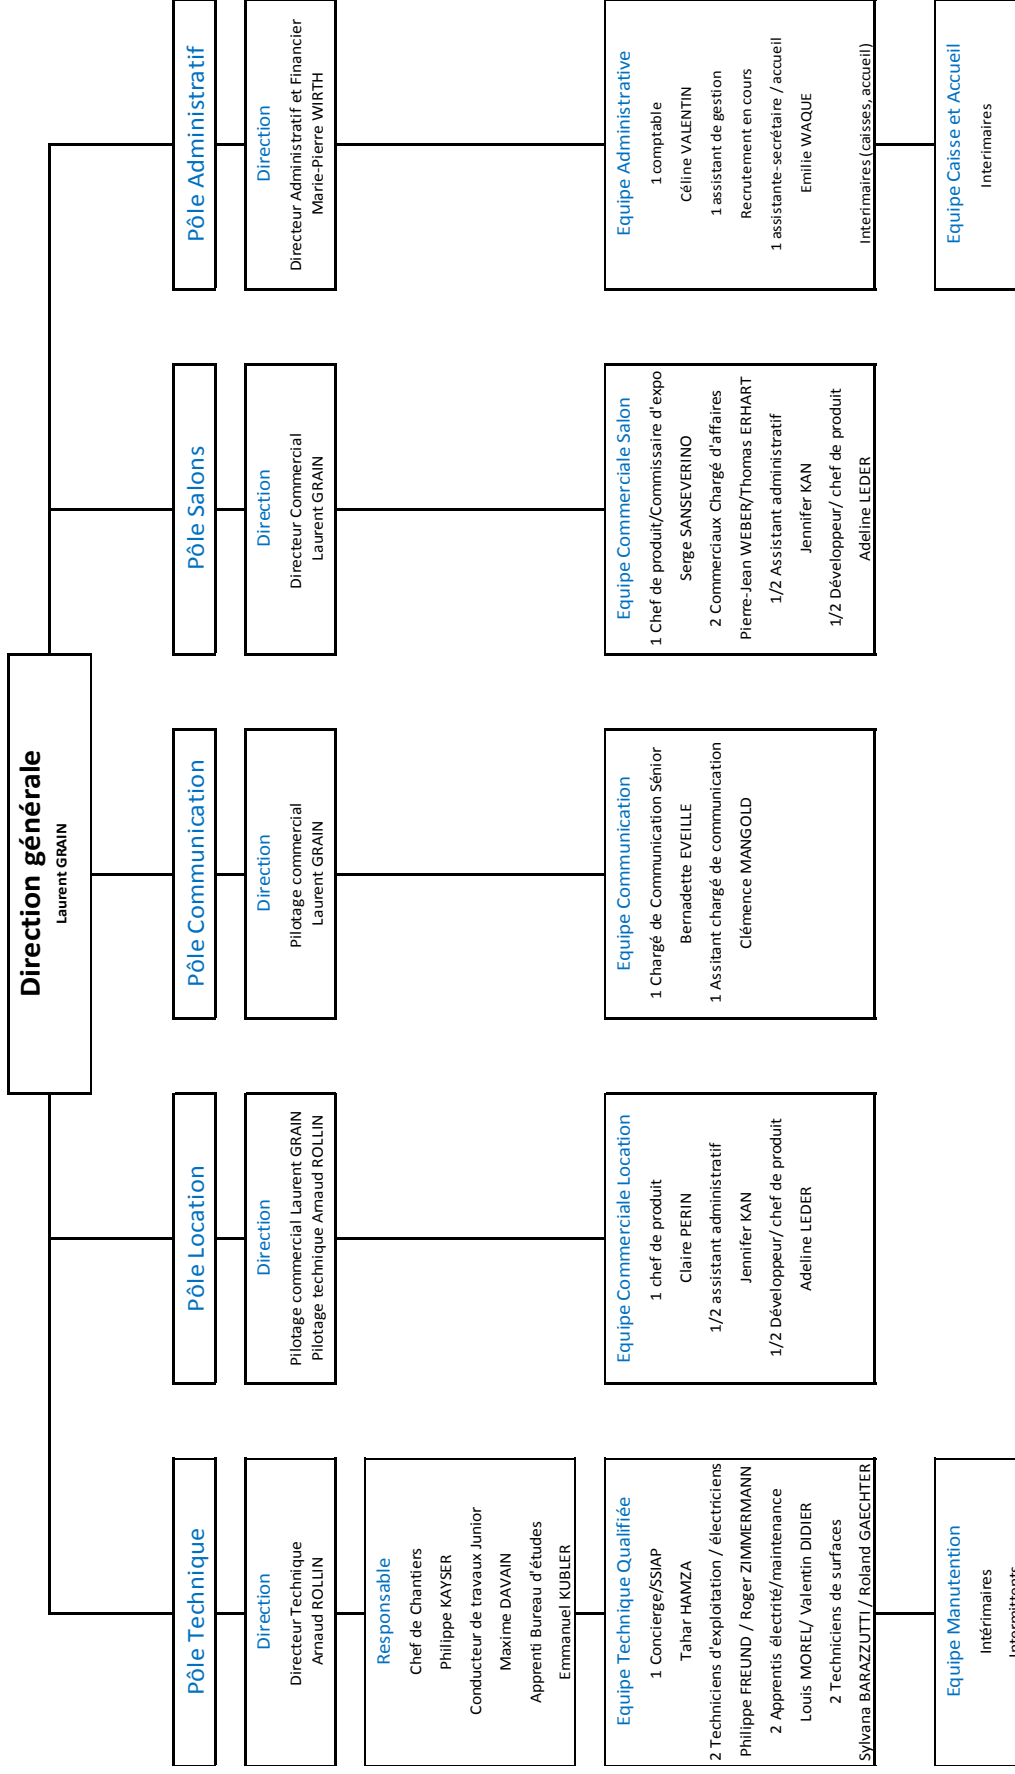 Direction générale
Laurent GRAIN
Pôle Technique
Direction
Directeur Technique
Arnaud ROLLIN
Responsable
Chef de Chantiers
Philippe KAYSER
Conducteur de travaux Junior
Maxime DAVAIN
Apprenti Bureau d'études
Emmanuel KUBLER
Equipe Technique Qualifiée
1 Concierge/SSIAP
Tahar HAMZA
2 Techniciens d'exploitation / électriciens
Philippe FREUND / Roger ZIMMERMANN
2 Apprentis électrité/maintenance
Louis MOREL/ Valentin DIDIER
2 Techniciens de surfaces
Sylvana BARAZZUTTI / Roland GAECHTER
Equipe Manutention
Intérimaires
Intermittents
Pôle Location
Direction
Pilotage commercial Laurent GRAIN
Pilotage technique Arnaud ROLLIN
Equipe Commerciale Location
1 chef de produit
Claire PERIN
1/2 assistant administratif
Jennifer KAN
1/2 Développeur/ chef de produit
Adeline LEDER
Pôle Communication
Direction
Pilotage commercial
Laurent GRAIN
Equipe Communication
1 Chargé de Communication Sénior
Bernadette EVEILLE
1 Assitant chargé de communication
Clémence MANGOLD
Pôle Salons
Direction
Directeur Commercial
Laurent GRAIN
Equipe Commerciale Salon
1 Chef de produit/Commissaire d'expo
Serge SANSEVERINO
2 Commerciaux Chargé d'affaires
Pierre-Jean WEBER/Thomas ERHART
1/2 Assistant administratif
Jennifer KAN
1/2 Développeur/ chef de produit
Adeline LEDER
Pôle Administratif
Direction
Directeur Administratif et Financier
Marie-Pierre WIRTH
Equipe Administrative
1 comptable
Céline VALENTIN
1 assistant de gestion
Recrutement en cours
1 assistante-secrétaire / accueil
Emilie WAQUE
Interimaires (caisses, accueil)
Equipe Caisse et Accueil
Interimaires